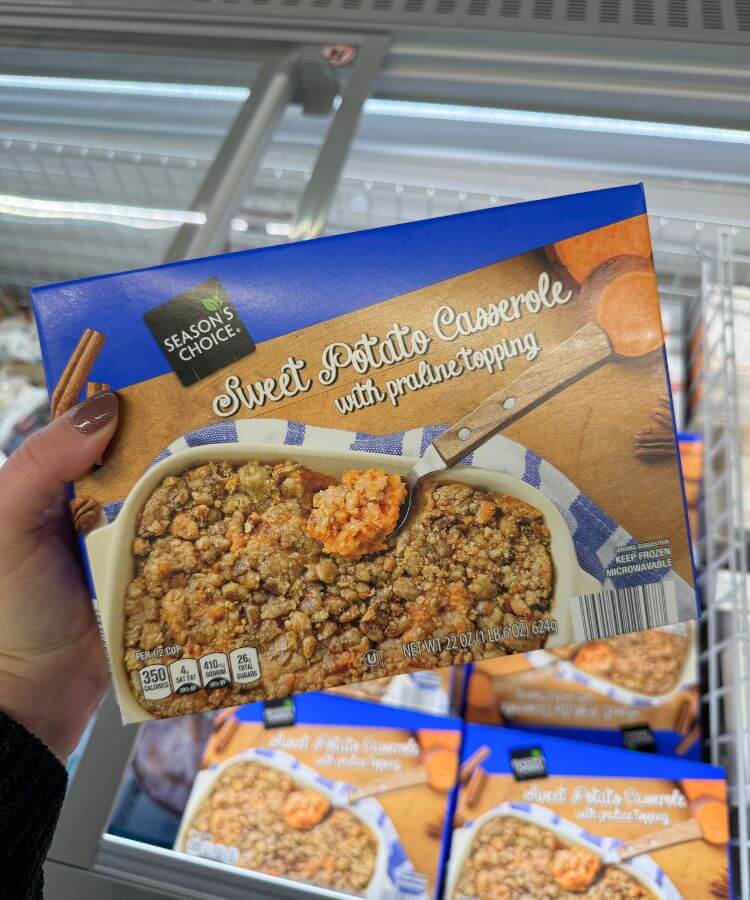 SEASON'S
CHOICE®
Sweet Potato Casserole
with praline topping
SERVING SUGGESTION
KEEP FROZEN
MICROWAVABLE
PER 1/2 CUP
350
CALORIES
4g
SAT FAT
410mg
SODIUM
26g
TOTAL
SUGARS
U
NET WT 22 OZ (1 LB 6 OZ) 624g
Sweet Potato Casserole
with praline topping
Sweet Potato Casserole
with praline topping